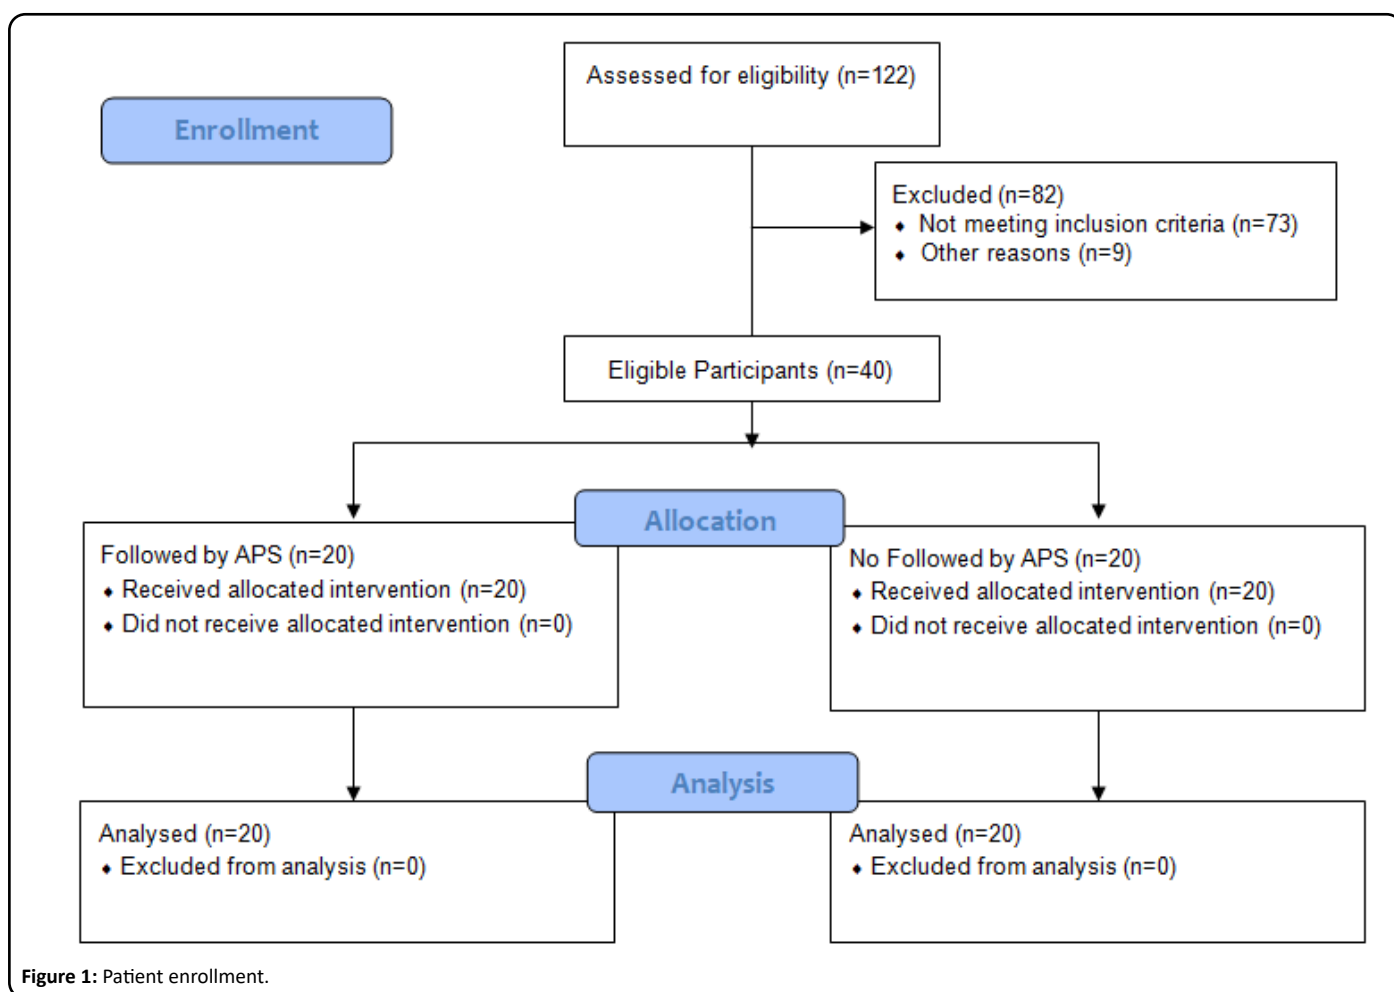 Assessed for eligibility (n=122)
Enrollment
Excluded (n=82)
♦ Not meeting inclusion criteria (n=73)
♦ Other reasons (n=9)
Eligible Participants (n=40)
Allocation
Followed by APS (n=20)
♦ Received allocated intervention (n=20)
♦ Did not receive allocated intervention (n=0)
No Followed by APS (n=20)
♦ Received allocated intervention (n=20)
♦ Did not receive allocated intervention (n=0)
Analysis
Analysed (n=20)
♦ Excluded from analysis (n=0)
Analysed (n=20)
♦ Excluded from analysis (n=0)
Figure 1: Patient enrollment.